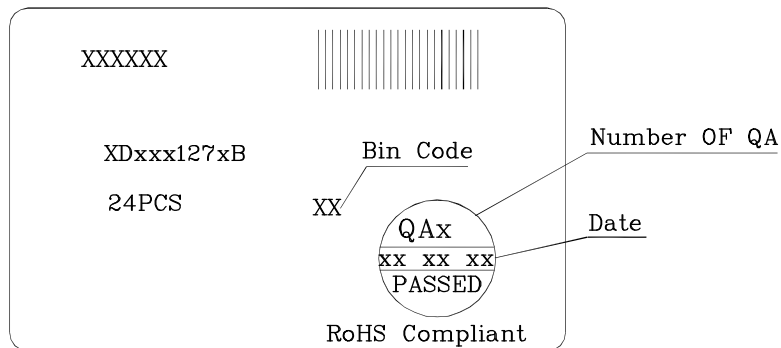 XXXXXX
Number OF QA
XDxxx127xB
Bin Code
24PCS
XX
QAx
Date
xx xx xx
PASSED
RoHS Compliant